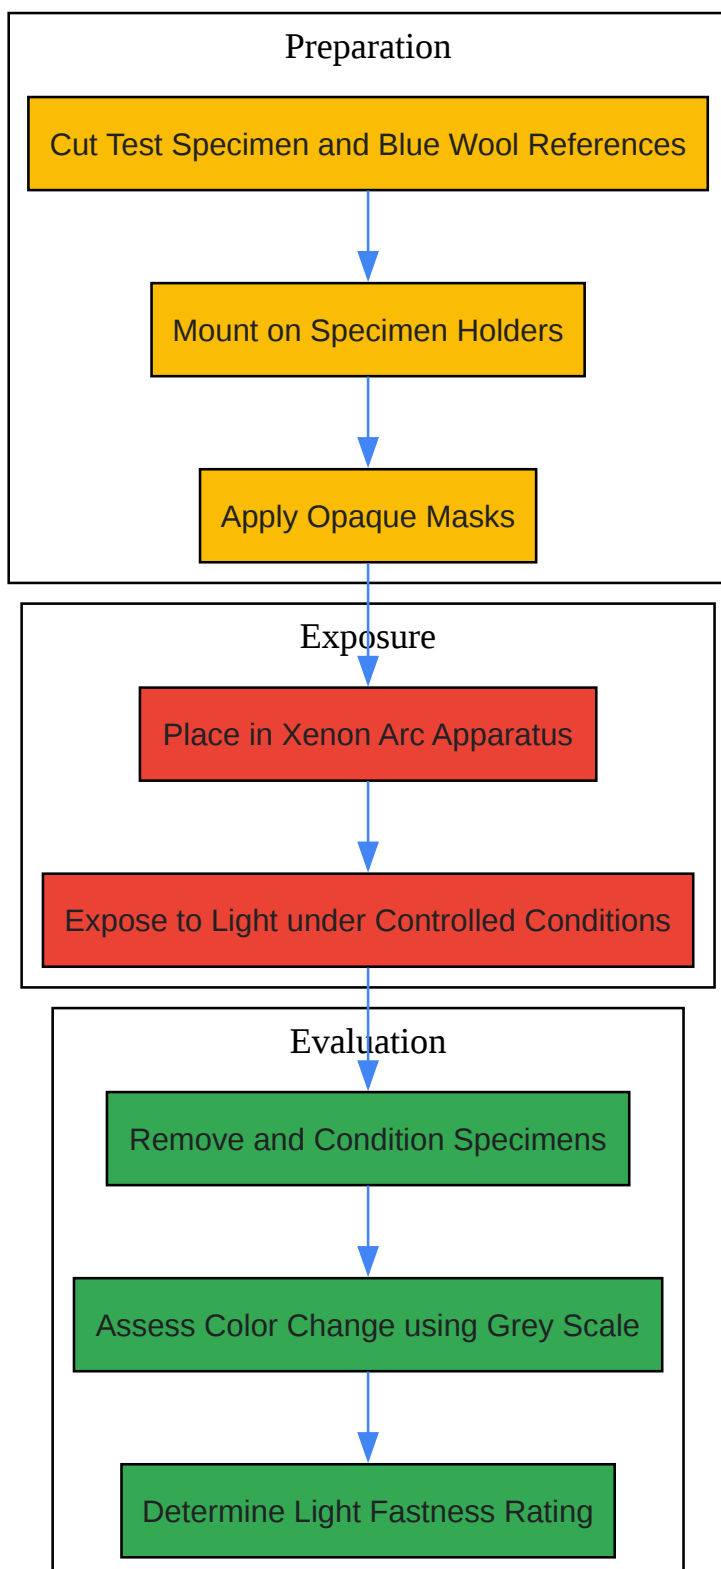 Preparation
Cut Test Specimen and Blue Wool References
Mount on Specimen Holders
Apply Opaque Masks
Exposure
Place in Xenon Arc Apparatus
Expose to Light under Controlled Conditions
Evaluation
Remove and Condition Specimens
Assess Color Change using Grey Scale
Determine Light Fastness Rating